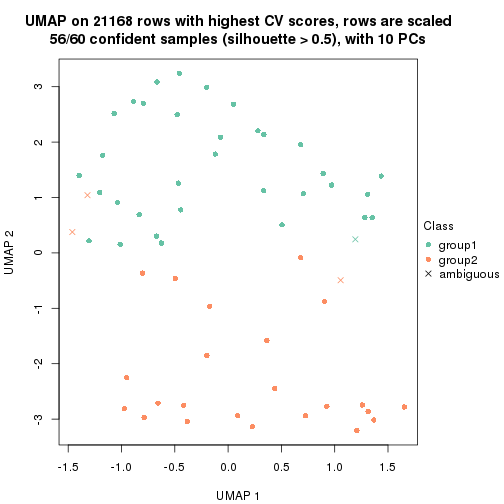 UMAP on 21168 rows with highest CV scores, rows are scaled
56/60 confident samples (silhouette > 0.5), with 10 PCs
3
2
1
0
-1
-2
-3
UMAP 2
-1.5 -1.0 -0.5 0.0 0.5 1.0 1.5
UMAP 1
Class
group1
group2
ambiguous